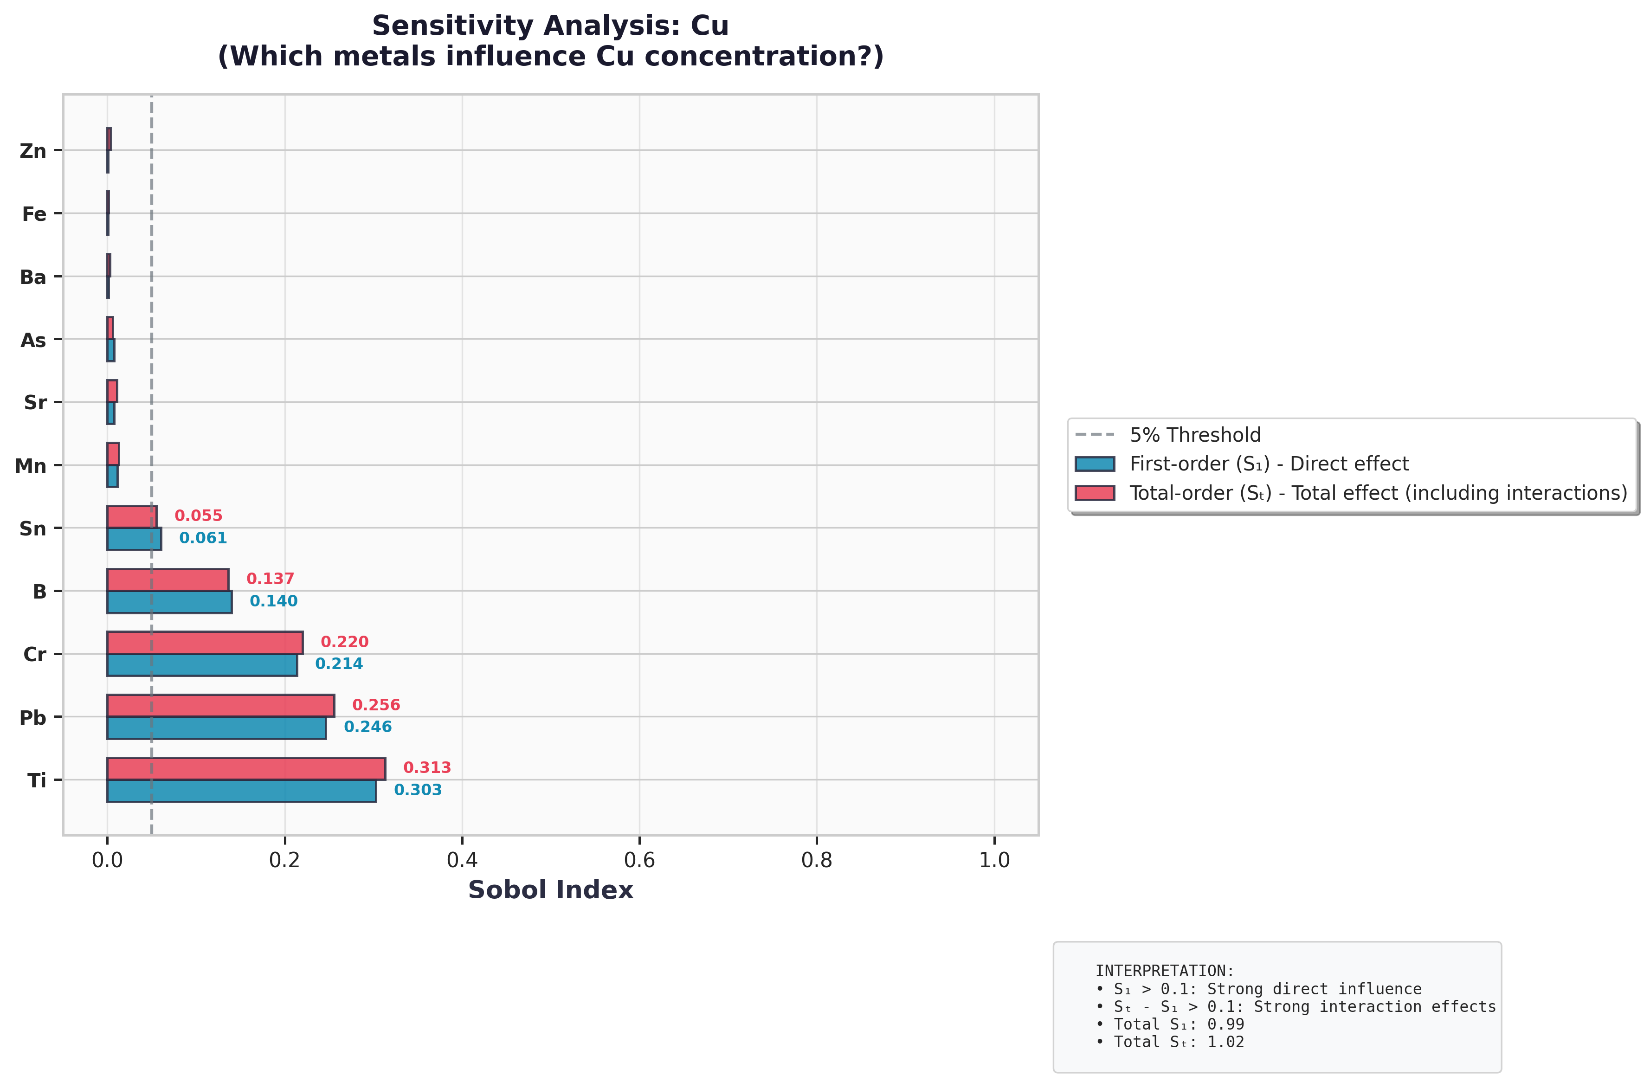 Sensitivity Analysis: Cu
(Which metals influence Cu concentration?)
Zn
Fe
Ba
As
Sr
Mn
Sn
0.055
0.061
B
0.137
0.140
Cr
0.220
0.214
Pb
0.256
0.246
Ti
0.313
0.303
0.0 0.2 0.4 0.6 0.8 1.0
Sobol Index
5% Threshold
First-order (S₁) - Direct effect
Total-order (Sₜ) - Total effect (including interactions)
INTERPRETATION:
• S₁ > 0.1: Strong direct influence
• Sₜ - S₁ > 0.1: Strong interaction effects
• Total S₁: 0.99
• Total Sₜ: 1.02